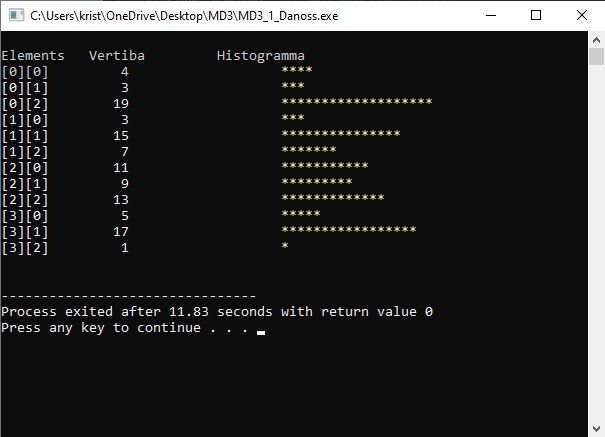 C:\Users\krist\OneDrive\Desktop\MD3\MD3_1_Danoss.exe
Elements Vertiba Histogramma
[0][0] 4 ****
[0][1] 3 ***
[0][2] 19 *******************
[1][0] 3 ***
[1][1] 15 ***************
[1][2] 7 *******
[2][0] 11 ***********
[2][1] 9 *********
[2][2] 13 *************
[3][0] 5 *****
[3][1] 17 *****************
[3][2] 1 *
--------------------------------
Process exited after 11.83 seconds with return value 0
Press any key to continue . . .